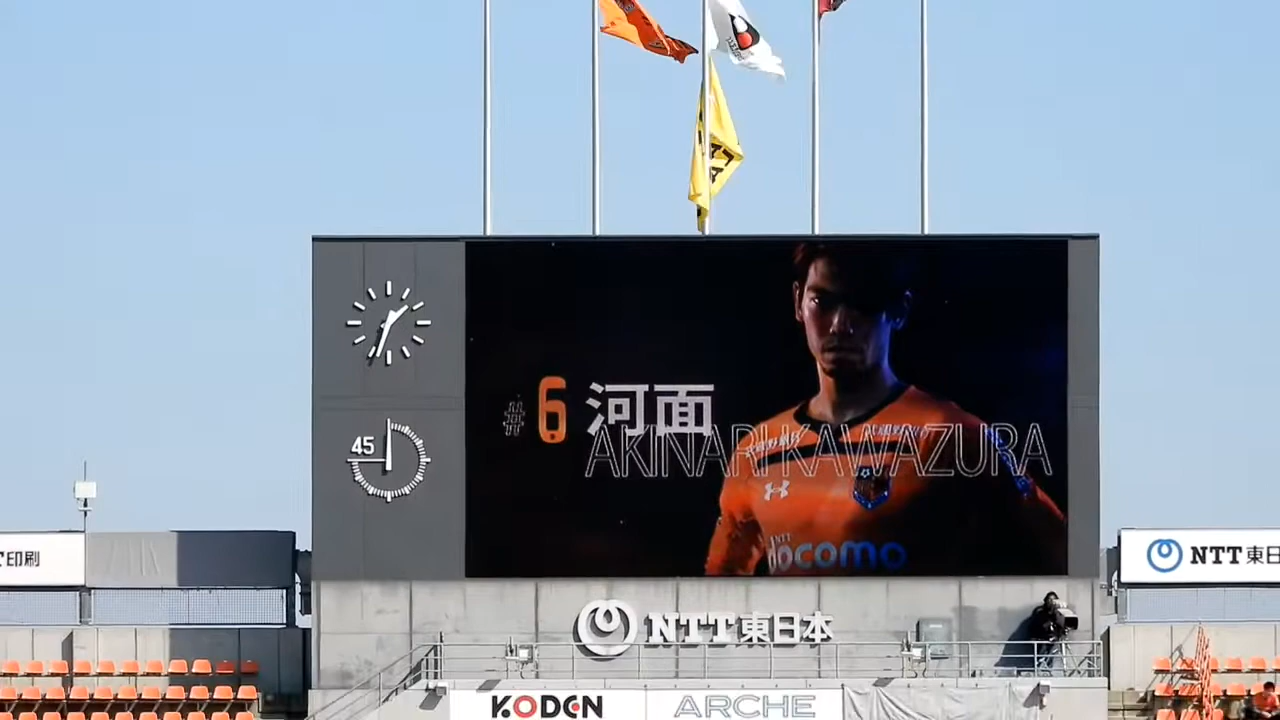 45
#6 河面
AKINARI KAWAZURA
docomo
印刷
NTT東日本
NTT東日
KODEN
ARCHE